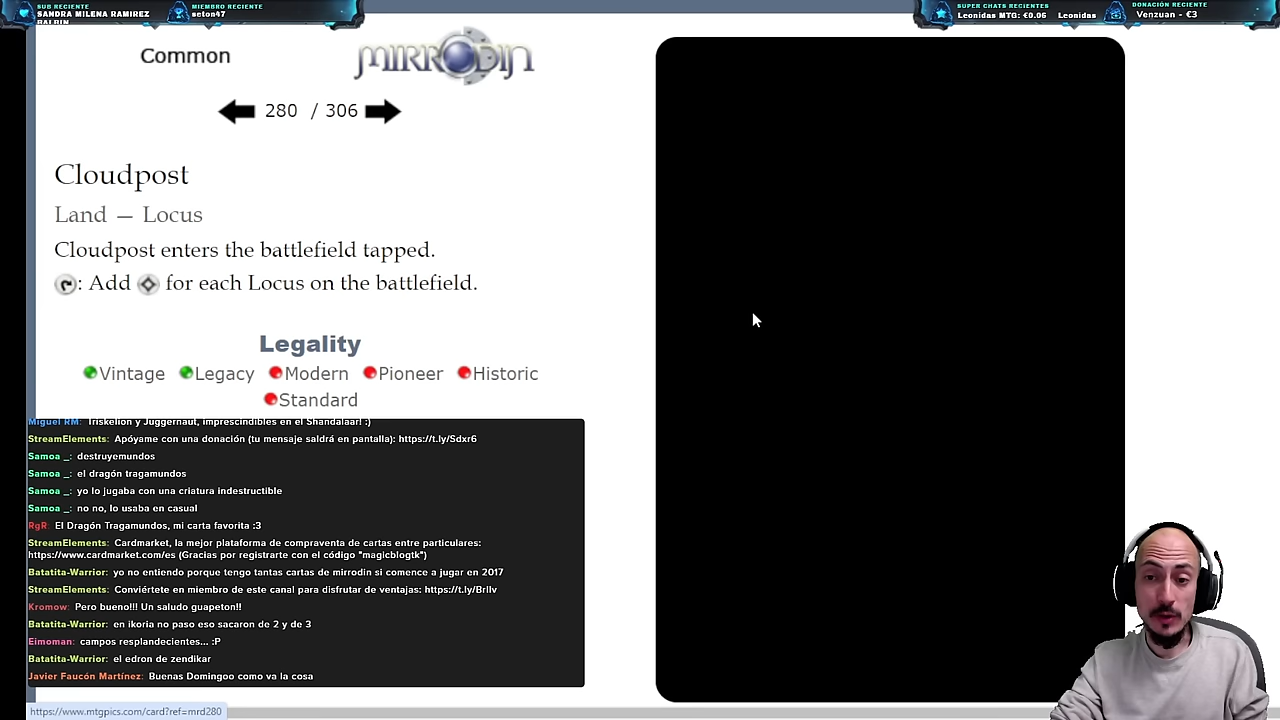 SUB RECIENTE
SANDRA MILENA RAMIREZ
MIEMBRO RECIENTE
seton47
SUPER CHATS RECIENTES
Leonidas MTG: €0.06 Leonidas
DONACIÓN RECIENTE
Venzuan - €3
Common
MIRRODIN
280 / 306
Cloudpost
Land — Locus
Cloudpost enters the battlefield tapped.
: Add for each Locus on the battlefield.
Legality
Vintage Legacy Modern Pioneer Historic
Standard
Miguel RM: Triskelion y Juggernaut, imprescindibles en el Shandalaar! :)
StreamElements: Apóyame con una donación (tu mensaje saldrá en pantalla): https://t.ly/Sdxr6
Samoa _: destruyemundos
Samoa _: el dragón tragamundos
Samoa _: yo lo jugaba con una criatura indestructible
Samoa _: no no, lo usaba en casual
RgR: El Dragón Tragamundos, mi carta favorita :3
StreamElements: Cardmarket, la mejor plataforma de compraventa de cartas entre particulares:
https://www.cardmarket.com/es (Gracias por registrarte con el código "magicblogtk")
Batatita-Warrior: yo no entiendo porque tengo tantas cartas de mirrodin si comence a jugar en 2017
StreamElements: Conviértete en miembro de este canal para disfrutar de ventajas: https://t.ly/BrIlv
Kromow: Pero bueno!!! Un saludo guapeton!!
Batatita-Warrior: en ikoria no paso eso sacaron de 2 y de 3
Eimoman: campos resplandecientes... :P
Batatita-Warrior: el edron de zendikar
Javier Faucón Martínez: Buenas Domingoo como va la cosa
https://www.mtgpics.com/card?ref=mrd280